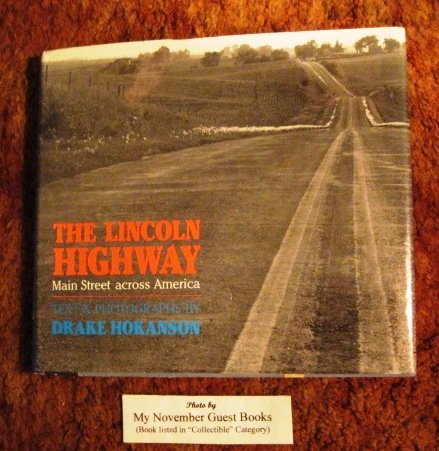 THE LINCOLN
HIGHWAY
Main Street across America
TEXT & PHOTOGRAPHS BY
DRAKE HOKANSON
Photo by
My November Guest Books
(Book listed in "Collectible" Category)